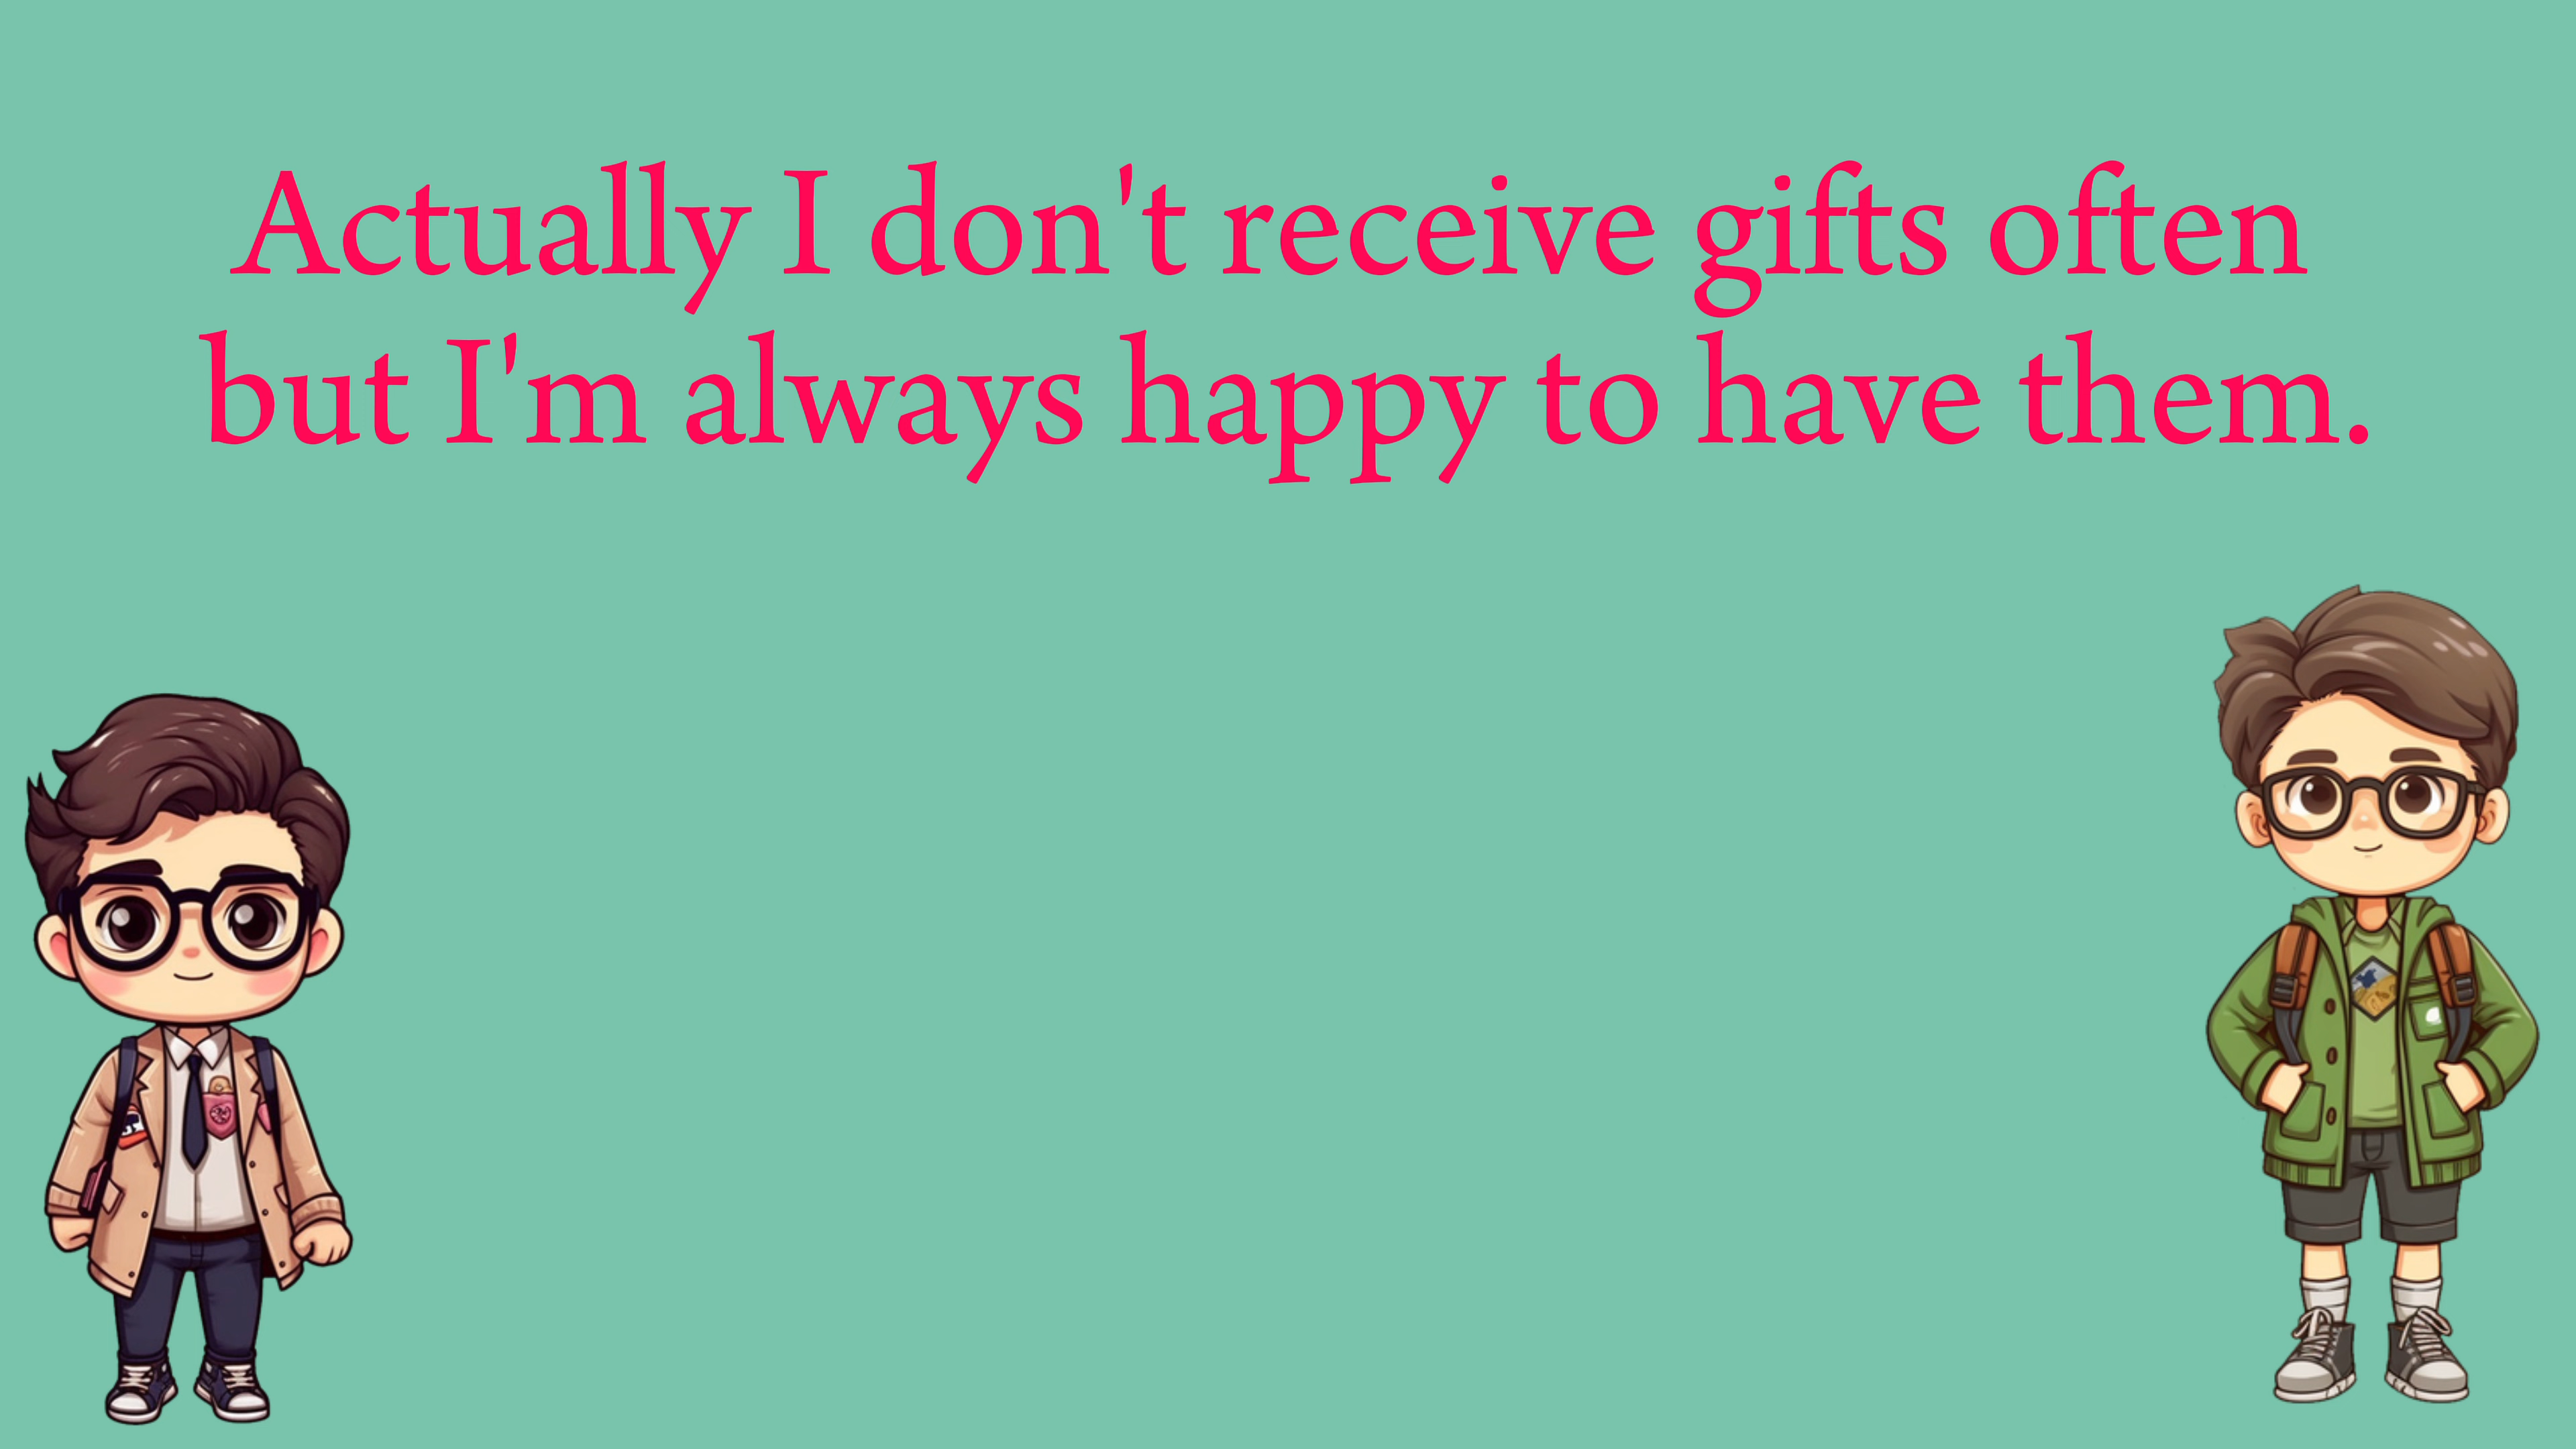 Actually I don't receive gifts often
but I'm always happy to have them.